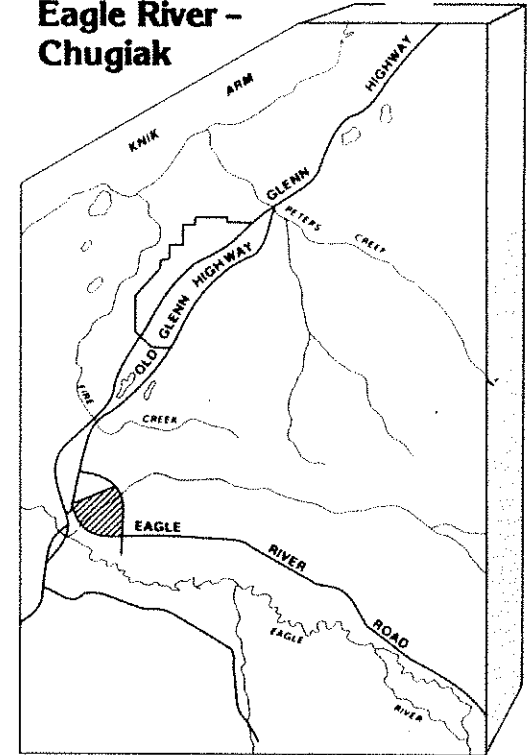 Eagle River –
Chugiak
KNIK ARM
GLENN HIGHWAY
PETERS CREEK
OLD GLENN HIGHWAY
FIRE CREEK
EAGLE RIVER ROAD
EAGLE RIVER